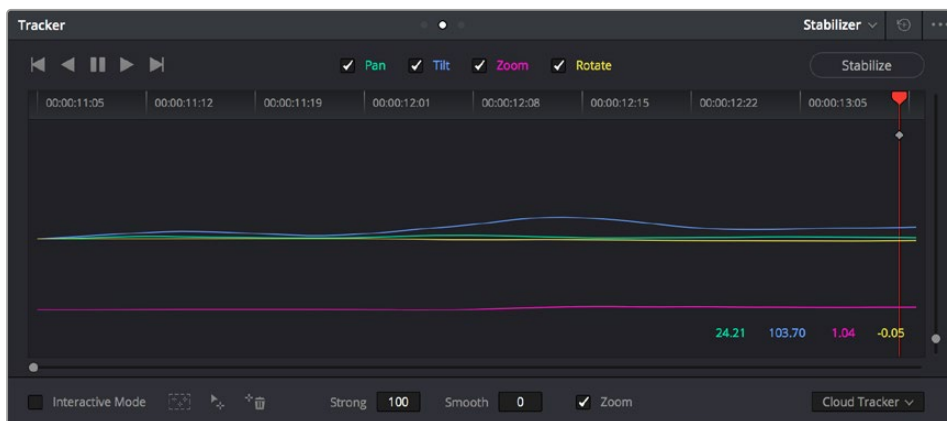 Tracker Stabilizer
Pan Tilt Zoom Rotate Stabilize
00:00:11:05 00:00:11:12 00:00:11:19 00:00:12:01 00:00:12:08 00:00:12:15 00:00:12:22 00:00:13:05
24.21 103.70 1.04 -0.05
Interactive Mode Strong 100 Smooth 0 Zoom Cloud Tracker